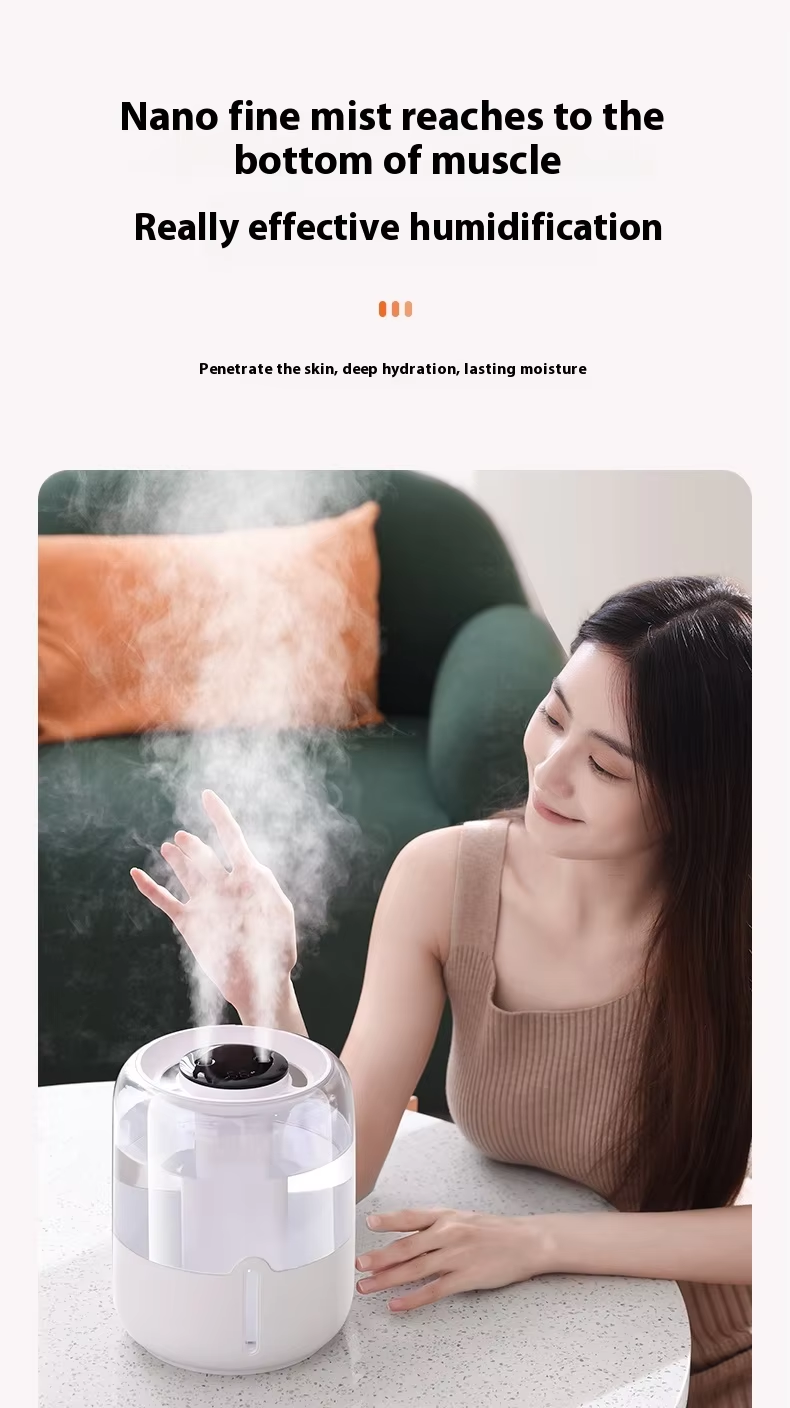 Nano fine mist reaches to the
bottom of muscle
Really effective humidification
Penetrate the skin, deep hydration, lasting moisture